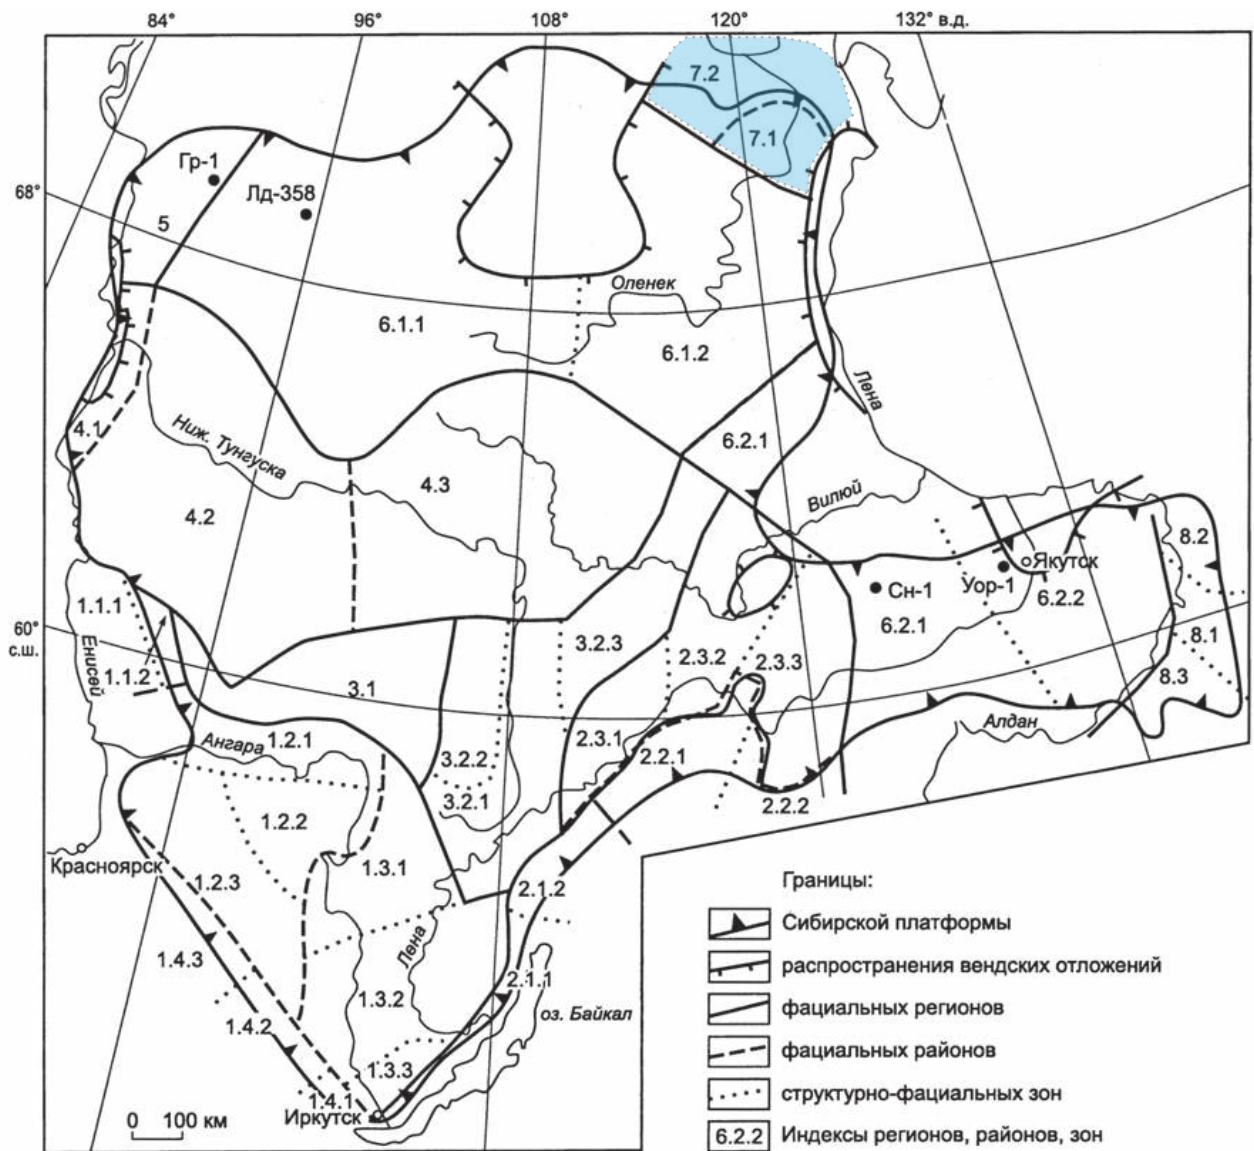 84°
96°
108°
120°
132° в.д.
7.2
7.1
Гр-1
Лд-358
68°
5
Оленек
6.1.1
6.1.2
Лена
4.1
Ниж. Тунгуска
6.2.1
4.3
Вилюй
4.2
8.2
Якутск
Уор-1
Сн-1
6.2.2
1.1.1
6.2.1
60°
с.ш.
Енисей
3.2.3
8.1
1.1.2
2.3.2
2.3.3
8.3
3.1
Алдан
Ангара
1.2.1
2.3.1
3.2.2
2.2.1
3.2.1
2.2.2
1.2.2
Красноярск
1.3.1
1.2.3
2.1.2
Лена
1.4.3
2.1.1
1.3.2
оз. Байкал
1.4.2
1.3.3
1.4.1
Иркутск
0 100 км
Границы:
Сибирской платформы
распространения вендских отложений
фациальных регионов
фациальных районов
структурно-фациальных зон
6.2.2 Индексы регионов, районов, зон